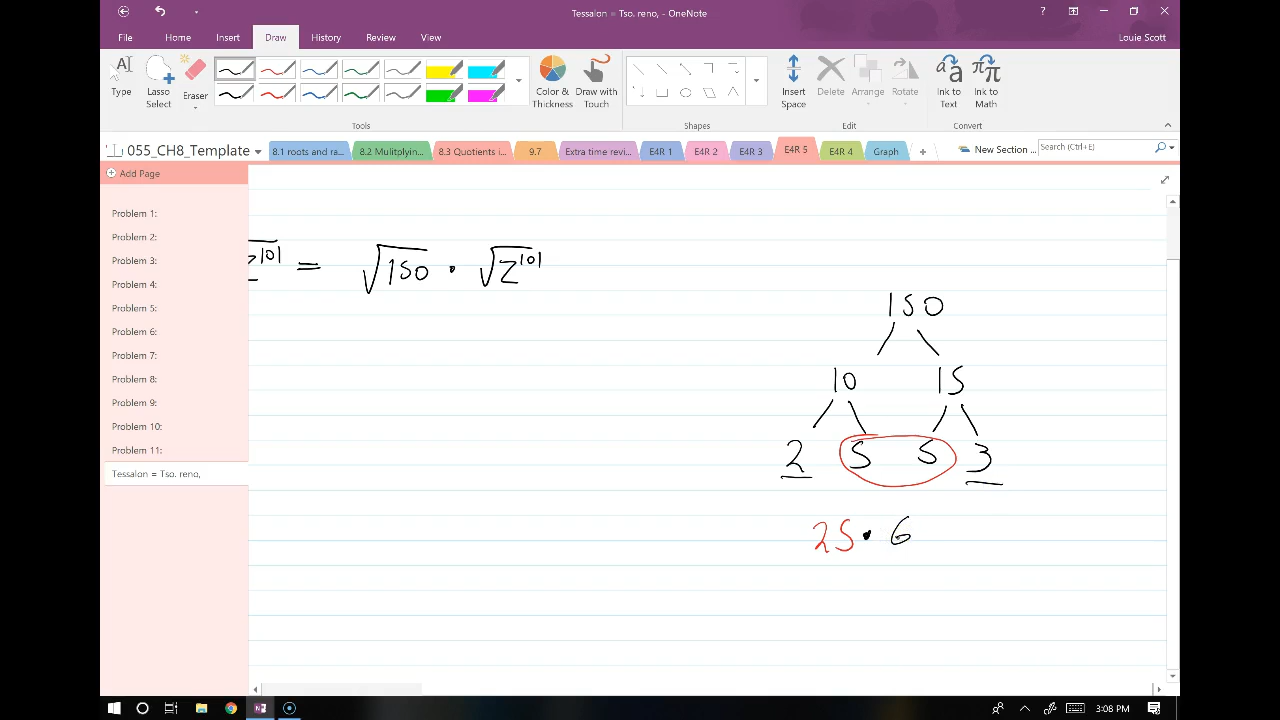 Tessalon = Tso. reno, - OneNote
?
File Home Insert Draw History Review View
Louie Scott
Type
Lasso Select
Eraser
Color & Thickness
Draw with Touch
Insert Space
Delete
Arrange
Rotate
Ink to Text
Ink to Math
Tools Shapes Edit Convert
055_CH8_Template
8.1 roots and ra...
8.2 Mulitplyin...
8.3 Quotients i...
9.7
Extra time revi...
E4R 1
E4R 2
E4R 3
E4R 5
E4R 4
Graph
+
New Section ...
Search (Ctrl+E)
Add Page
Problem 1:
Problem 2:
Problem 3:
Problem 4:
Problem 5:
Problem 6:
Problem 7:
Problem 8:
Problem 9:
Problem 10:
Problem 11:
Tessalon = Tso. reno,
z^101 = √150 · √z^101
150
10 15
2 5 5 3
25 · 6
3:08 PM